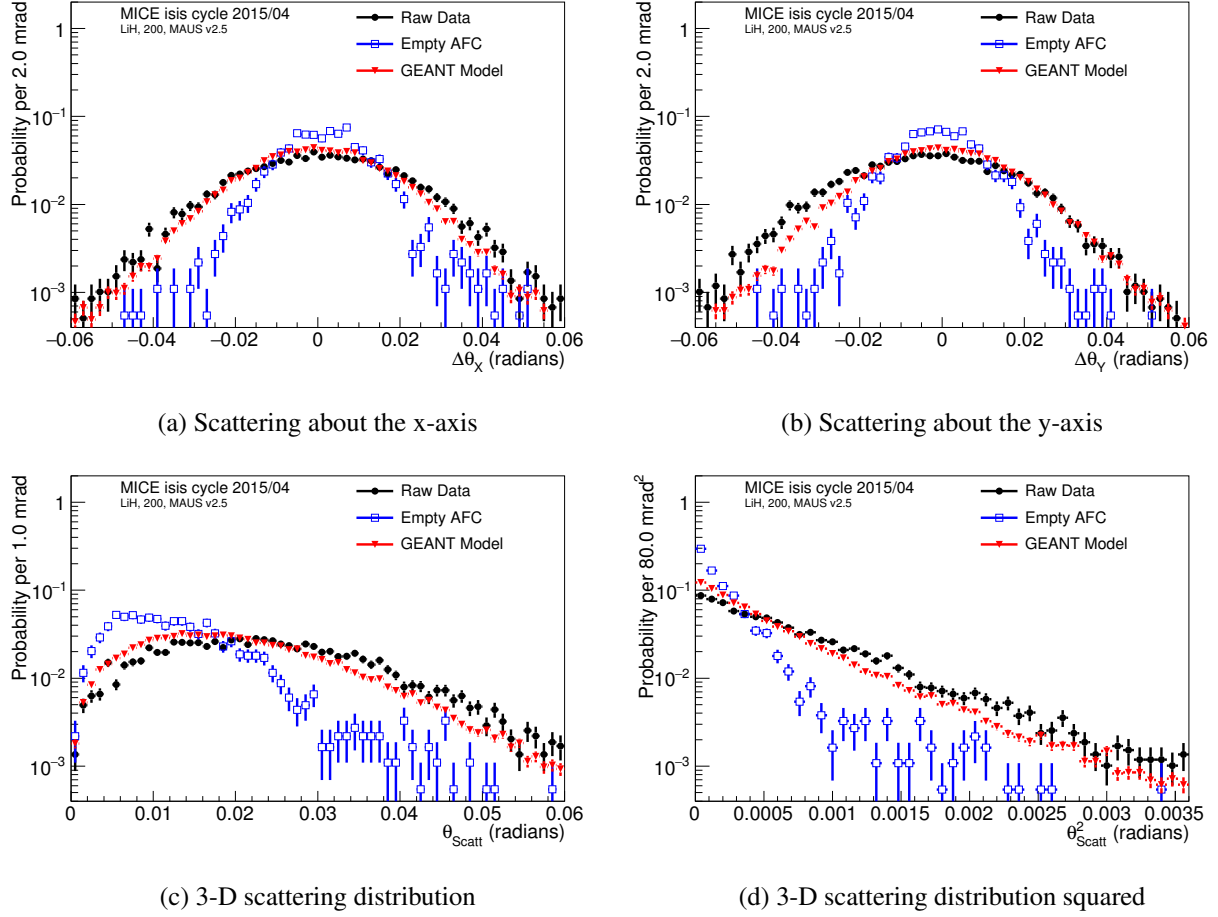 MICE isis cycle 2015/04
LiH, 200, MAUS v2.5
Raw Data
Empty AFC
GEANT Model
Probability per 2.0 mrad
1
10⁻¹
10⁻²
10⁻³
−0.06 −0.04 −0.02 0 0.02 0.04 0.06
Δθ_X (radians)
(a) Scattering about the x-axis
MICE isis cycle 2015/04
LiH, 200, MAUS v2.5
Raw Data
Empty AFC
GEANT Model
Probability per 2.0 mrad
1
10⁻¹
10⁻²
10⁻³
−0.06 −0.04 −0.02 0 0.02 0.04 0.06
Δθ_Y (radians)
(b) Scattering about the y-axis
MICE isis cycle 2015/04
LiH, 200, MAUS v2.5
Raw Data
Empty AFC
GEANT Model
Probability per 1.0 mrad
1
10⁻¹
10⁻²
10⁻³
0 0.01 0.02 0.03 0.04 0.05 0.06
θ_Scatt (radians)
(c) 3-D scattering distribution
MICE isis cycle 2015/04
LiH, 200, MAUS v2.5
Raw Data
Empty AFC
GEANT Model
Probability per 80.0 mrad²
1
10⁻¹
10⁻²
10⁻³
0 0.0005 0.001 0.0015 0.002 0.0025 0.003 0.0035
θ²_Scatt (radians)
(d) 3-D scattering distribution squared